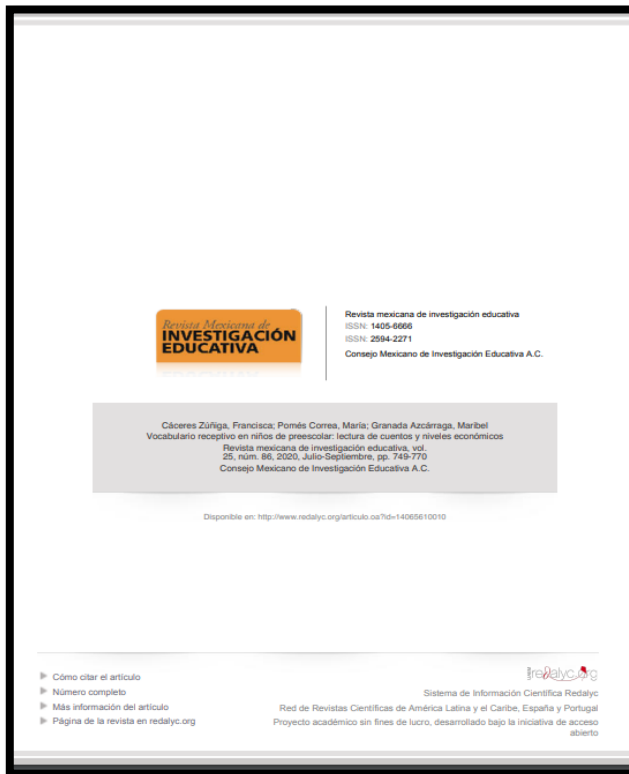 Revista Mexicana de
INVESTIGACIÓN
EDUCATIVA
Revista mexicana de investigación educativa
ISSN: 1405-6666
ISSN: 2594-2271
Consejo Mexicano de Investigación Educativa A.C.
Cáceres Zúñiga, Francisca; Pomés Correa, María; Granada Azcárraga, Maribel
Vocabulario receptivo en niños de preescolar: lectura de cuentos y niveles económicos
Revista mexicana de investigación educativa, vol.
25, núm. 86, 2020, Julio-Septiembre, pp. 749-770
Consejo Mexicano de Investigación Educativa A.C.
Disponible en: http://www.redalyc.org/articulo.oa?id=14065610010
Cómo citar el artículo
Número completo
Más información del artículo
Página de la revista en redalyc.org
redalyc.org
Sistema de Información Científica Redalyc
Red de Revistas Científicas de América Latina y el Caribe, España y Portugal
Proyecto académico sin fines de lucro, desarrollado bajo la iniciativa de acceso
abierto